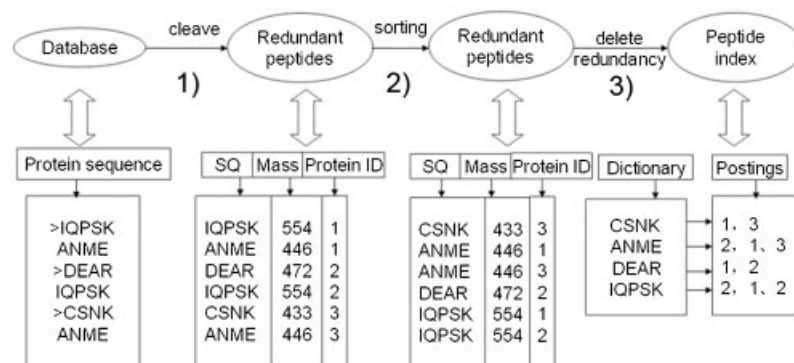 Database
cleave
1)
Redundant
peptides
sorting
2)
Redundant
peptides
delete
redundancy
3)
Peptide
index
Protein sequence
>IQPSK
ANME
>DEAR
IQPSK
>CSNK
ANME
SQ Mass Protein ID
IQPSK 554 1
ANME 446 1
DEAR 472 2
IQPSK 554 2
CSNK 433 3
ANME 446 3
SQ Mass Protein ID
CSNK 433 3
ANME 446 1
ANME 446 3
DEAR 472 2
IQPSK 554 1
IQPSK 554 2
Dictionary Postings
CSNK 1、3
ANME 2, 1, 3
DEAR 1、2
IQPSK 2, 1、2